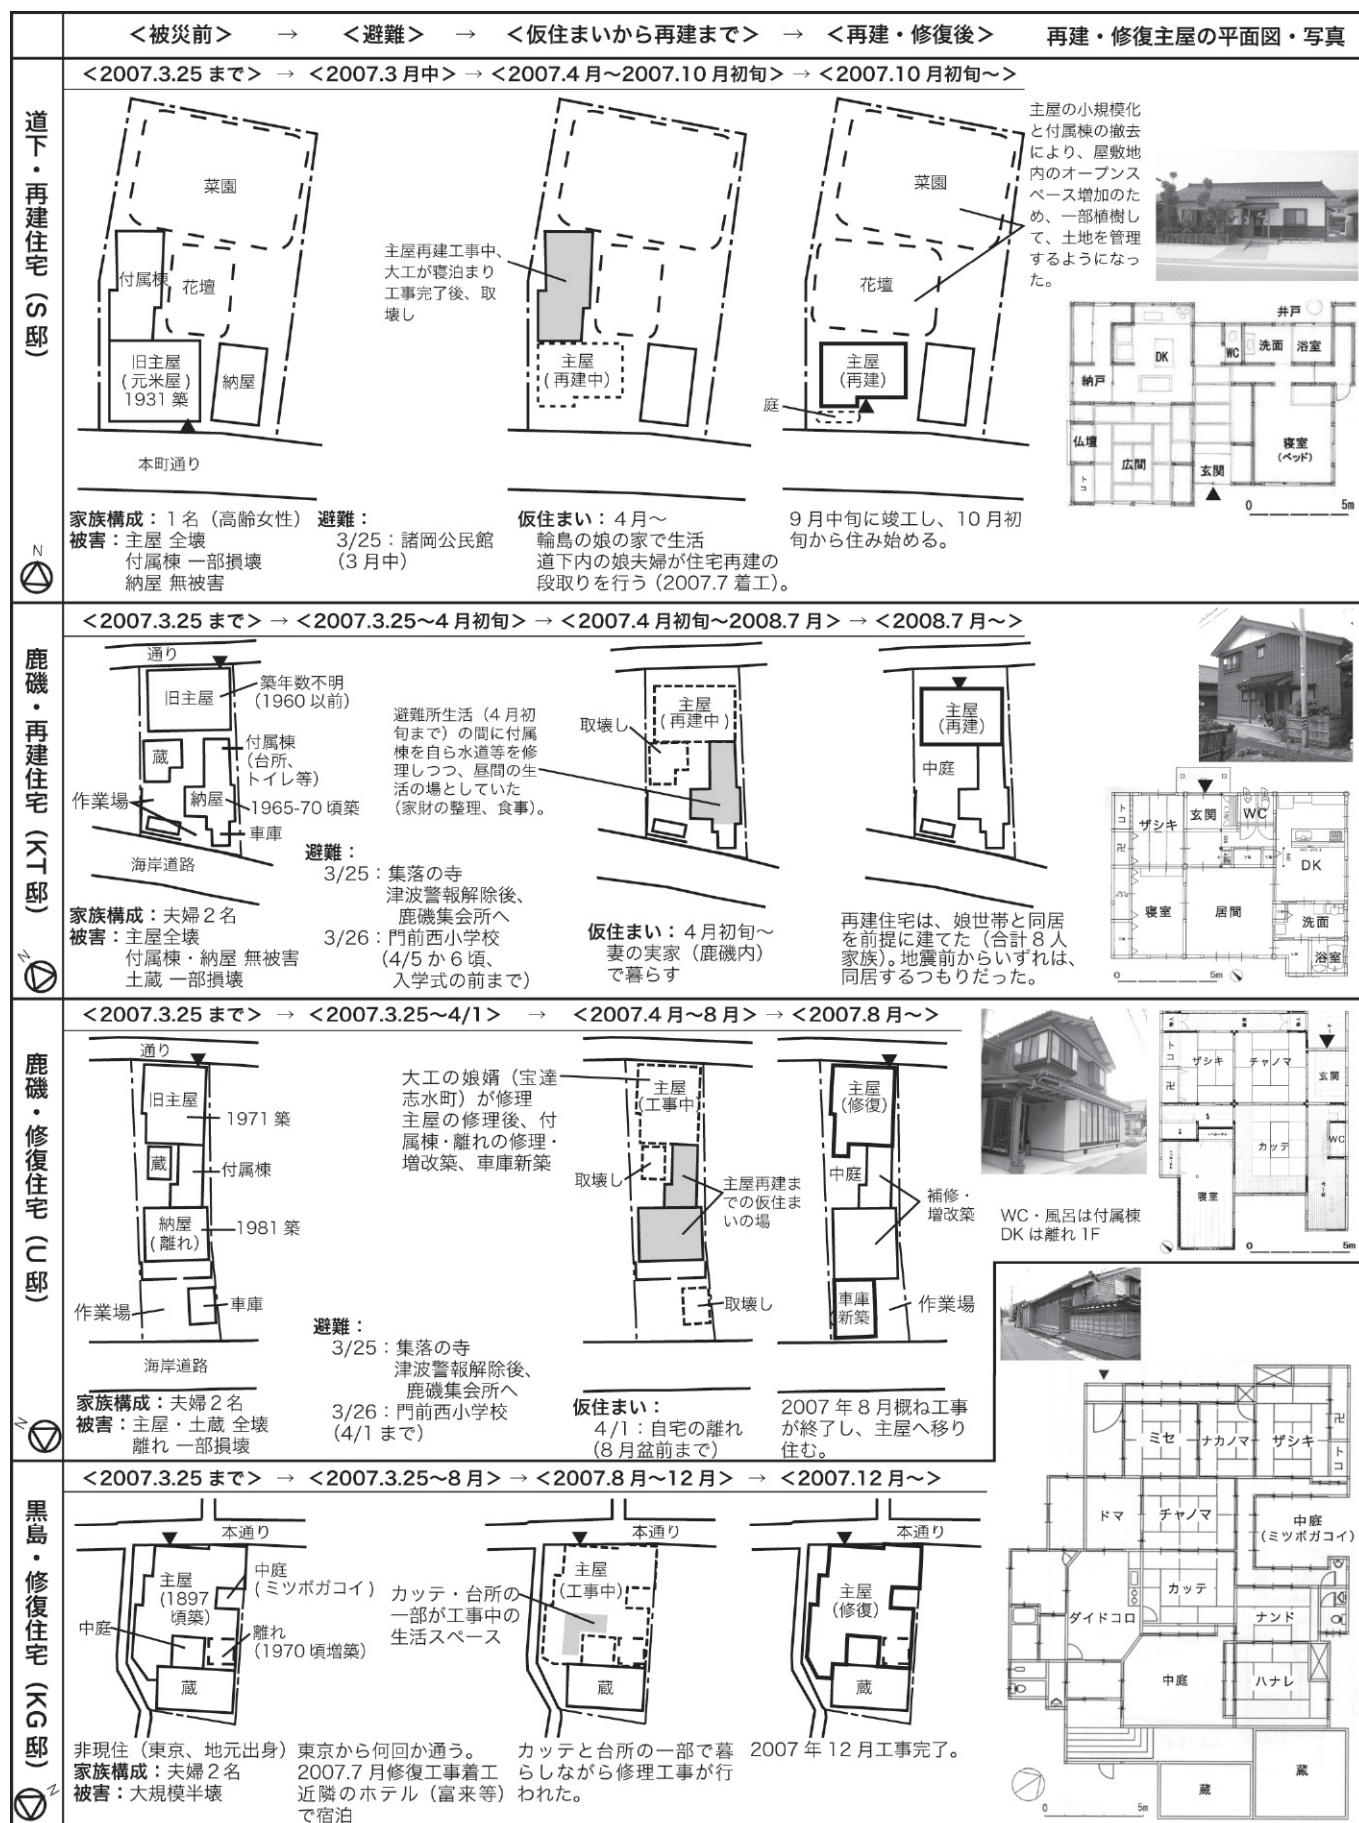 <被災前> → <避難> → <仮住まいから再建まで> → <再建・修復後> 再建・修復主屋の平面図・写真
道下・再建住宅（S邸）
<2007.3.25 まで> → <2007.3 月中> → <2007.4 月～2007.10 月初旬> → <2007.10 月初旬～>
菜園
付属棟
花壇
旧主屋
(元米屋)
1931 築
納屋
本町通り
主屋再建工事中、
大工が寝泊まり
工事完了後、取
壊し
主屋
(再建中)
菜園
花壇
主屋
(再建)
庭
主屋の小規模化
と付属棟の撤去
により、屋敷地
内のオープンス
ペース増加のた
め、一部植樹し
て、土地を管理
するようになっ
た。
井戸
DK
WC
洗面
浴室
納戸
仏壇
広間
トコ
玄関
寝室
(ベッド)
0 5m
家族構成：1名（高齢女性）
被害：主屋 全壊
付属棟 一部損壊
納屋 無被害
避難：
3/25：諸岡公民館
(3 月中)
仮住まい：4月～
輪島の娘の家で生活
道下内の娘夫婦が住宅再建の
段取りを行う（2007.7 着工）。
9 月中旬に竣工し、10 月初
旬から住み始める。
N
鹿磯・再建住宅（KT邸）
<2007.3.25 まで> → <2007.3.25～4 月初旬> → <2007.4 月初旬～2008.7 月> → <2008.7 月～>
通り
旧主屋
築年数不明
(1960 以前)
蔵
付属棟
(台所、
トイレ等)
作業場
納屋
1965-70 頃築
車庫
海岸道路
避難所生活（4 月初
旬まで）の間に付属
棟を自ら水道等を修
理しつつ、昼間の生
活の場としていた
(家財の整理、食事)。
取壊し
主屋
(再建中)
主屋
(再建)
中庭
トコ
ザシキ
玄関
WC
DK
寝室
居間
洗面
浴室
0 5m
家族構成：夫婦2名
被害：主屋全壊
付属棟・納屋 無被害
土蔵 一部損壊
避難：
3/25：集落の寺
津波警報解除後、
鹿磯集会所へ
3/26：門前西小学校
(4/5 か 6 頃、
入学式の前まで)
仮住まい：4月初旬～
妻の実家（鹿磯内）
で暮らす
再建住宅は、娘世帯と同居
を前提に建てた（合計 8 人
家族）。地震前からいずれは、
同居するつもりだった。
N
鹿磯・修復住宅（U邸）
<2007.3.25 まで> → <2007.3.25～4/1> → <2007.4 月～8 月> → <2007.8 月～>
通り
旧主屋
1971 築
蔵
付属棟
納屋
(離れ)
1981 築
作業場
車庫
海岸道路
大工の娘婿（宝達
志水町）が修理
主屋の修理後、付
属棟・離れの修理・
増改築、車庫新築
主屋
(工事中)
取壊し
主屋再建ま
での仮住ま
いの場
取壊し
主屋
(修復)
中庭
補修・
増改築
車庫
新築
作業場
トコ
ザシキ
チャノマ
玄関
カッテ
WC
寝室
0 5m
WC・風呂は付属棟
DK は離れ 1F
家族構成：夫婦2名
被害：主屋・土蔵 全壊
離れ 一部損壊
避難：
3/25：集落の寺
津波警報解除後、
鹿磯集会所へ
3/26：門前西小学校
(4/1 まで)
仮住まい：
4/1：自宅の離れ
(8 月盆前まで)
2007 年 8 月概ね工事
が終了し、主屋へ移り
住む。
N
黒島・修復住宅（KG邸）
<2007.3.25 まで> → <2007.3.25～8 月> → <2007.8 月～12 月> → <2007.12 月～>
本通り
主屋
(1897
頃築)
中庭
(ミツボガコイ)
中庭
離れ
(1970 頃増築)
蔵
カッテ・台所の
一部が工事中の
生活スペース
本通り
主屋
(工事中)
蔵
本通り
主屋
(修復)
蔵
ミセ
ナカノマ
ザシキ
卍
トコ
ドマ
チャノマ
中庭
(ミツボガコイ)
カッテ
ダイドコロ
ナンド
中庭
ハナレ
蔵
蔵
0 5m
非現住（東京、地元出身）
家族構成：夫婦2名
被害：大規模半壊
東京から何回か通う。
2007.7 月修復工事着工
近隣のホテル（富来等）
で宿泊
カッテと台所の一部で暮
らしながら修理工事が行
われた。
2007 年 12 月工事完了。
N